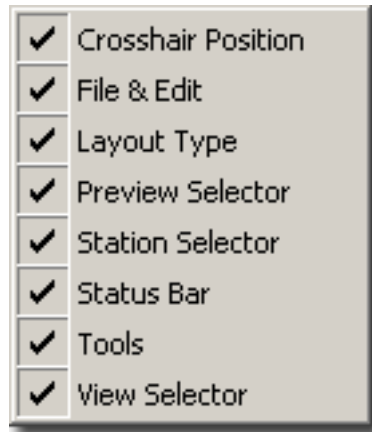 Crosshair Position
File & Edit
Layout Type
Preview Selector
Station Selector
Status Bar
Tools
View Selector